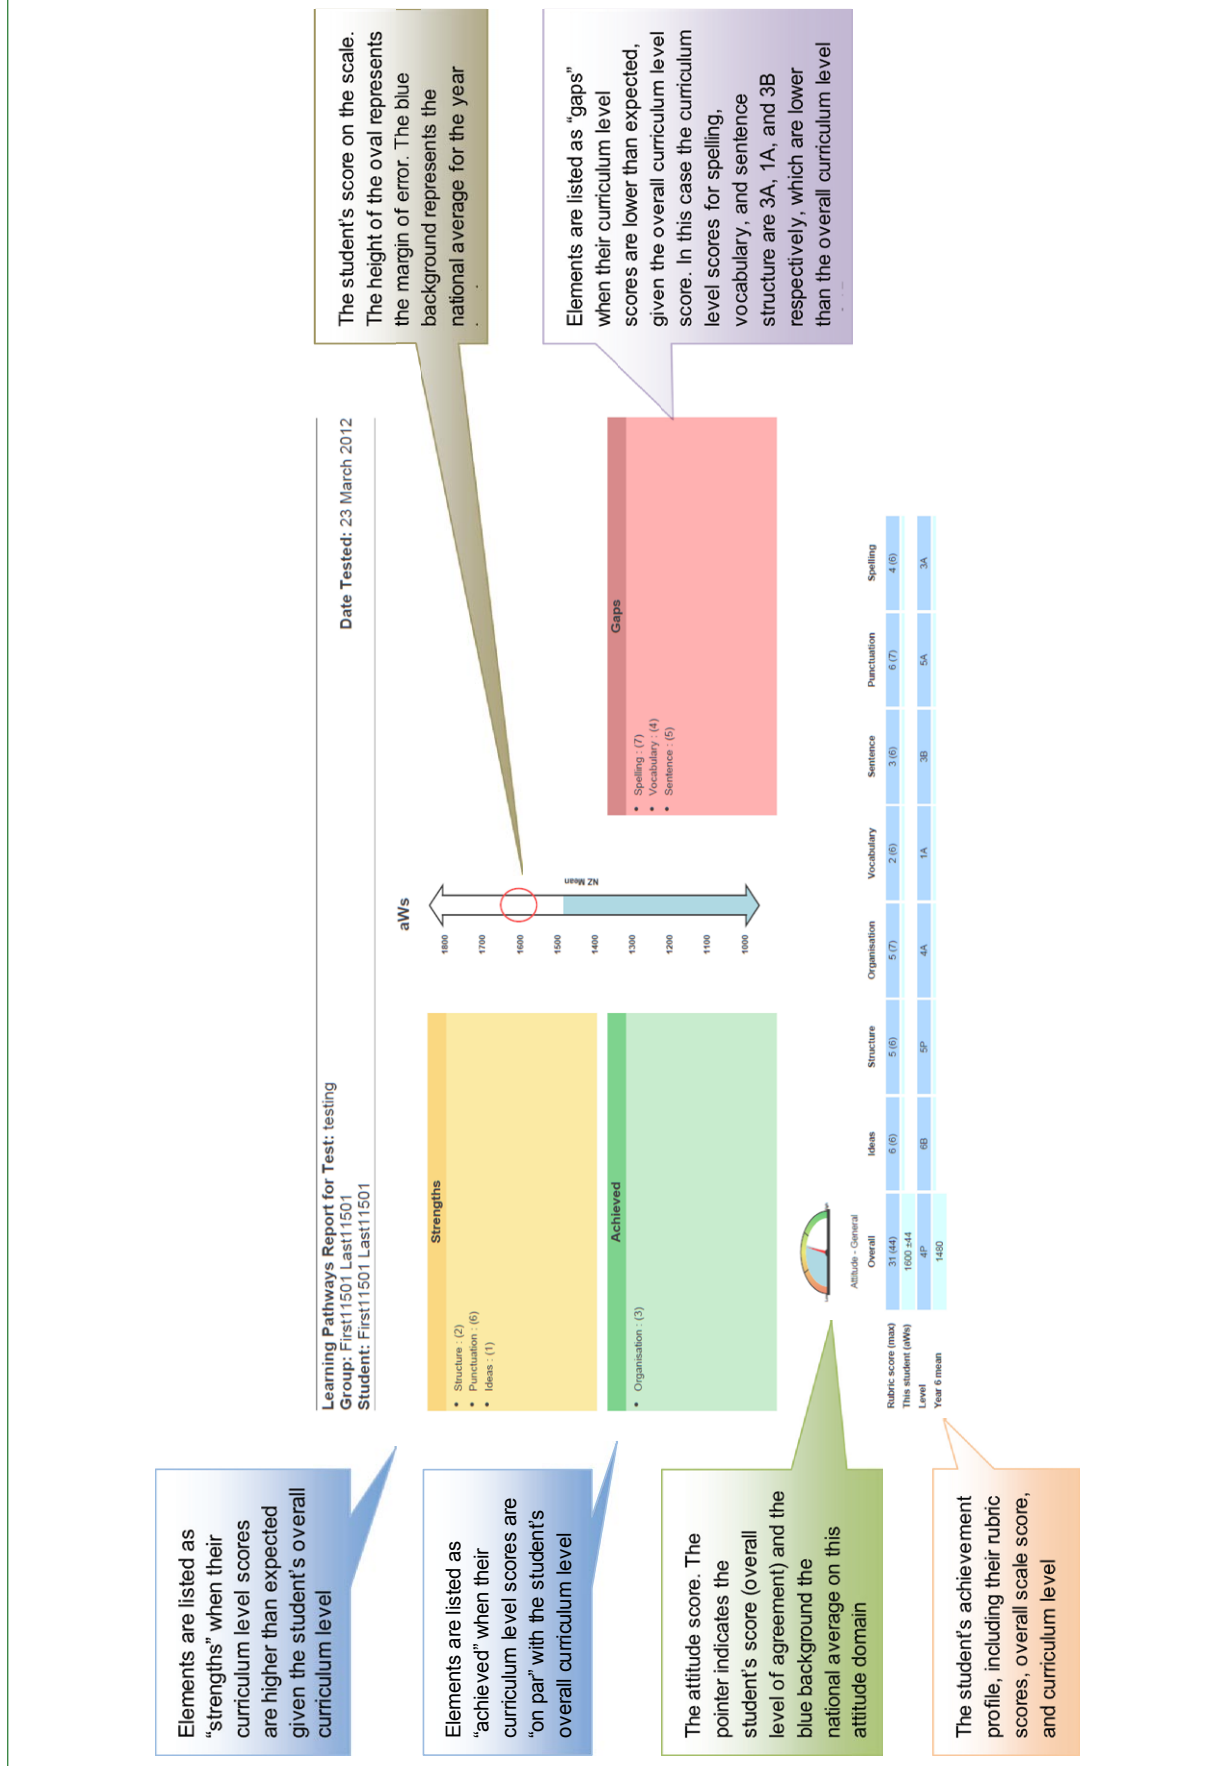 Elements are listed as
“strengths” when their
curriculum level scores
are higher than expected
given the student’s overall
curriculum level
Elements are listed as
“achieved” when their
curriculum level scores are
“on par” with the student’s
overall curriculum level
The attitude score. The
pointer indicates the
student’s score (overall
level of agreement) and the
blue background the
national average on this
attitude domain
The student’s achievement
profile, including their rubric
scores, overall scale score,
and curriculum level
Learning Pathways Report for Test: testing
Group: First11501 Last11501
Student: First11501 Last11501
Date Tested: 23 March 2012
Strengths
• Structure : (2)
• Punctuation : (6)
• Ideas : (1)
Achieved
• Organisation : (3)
aWs
1800
1700
1600
1500
1400
1300
1200
1100
1000
NZ Mean
Gaps
• Spelling : (7)
• Vocabulary : (4)
• Sentence : (5)
Attitude - General
Overall Ideas Structure Organisation Vocabulary Sentence Punctuation Spelling
Rubric score (max) 31 (44) 6 (6) 5 (6) 5 (7) 2 (6) 3 (6) 6 (7) 4 (6)
This student (aWs) 1600 ±44
Level 4P 6B 5P 4A 1A 3B 5A 3A
Year 6 mean 1480
The student’s score on the scale.
The height of the oval represents
the margin of error. The blue
background represents the
national average for the year
Elements are listed as “gaps”
when their curriculum level
scores are lower than expected,
given the overall curriculum level
score. In this case the curriculum
level scores for spelling,
vocabulary, and sentence
structure are 3A, 1A, and 3B
respectively, which are lower
than the overall curriculum level